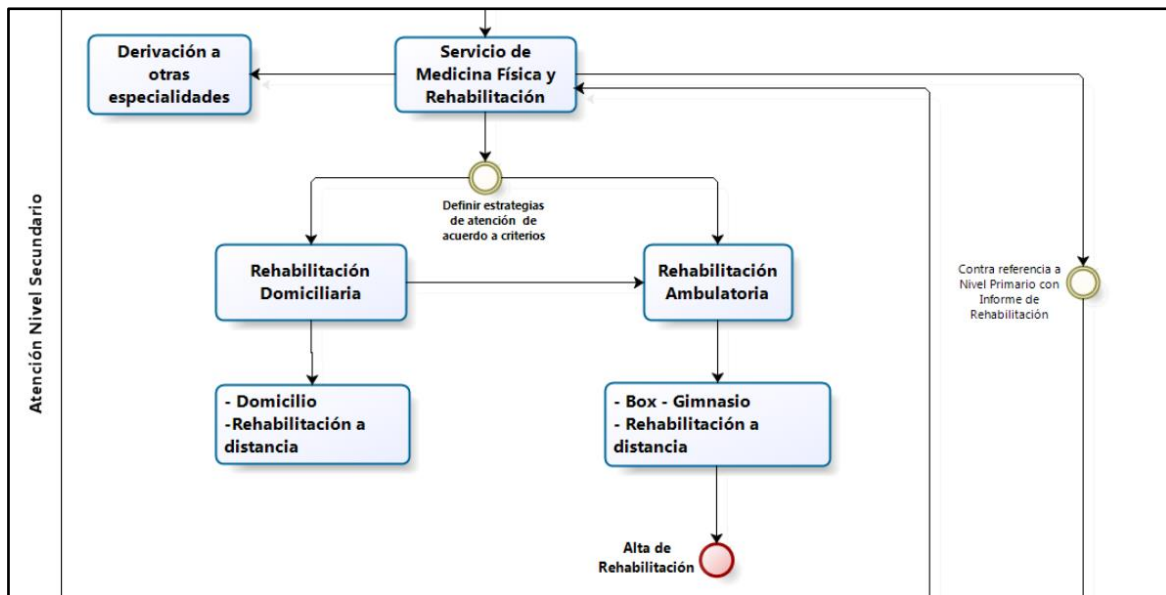 Atención Nivel Secundario
Derivación a
otras
especialidades
Servicio de
Medicina Física y
Rehabilitación
Definir estrategias
de atención de
acuerdo a criterios
Rehabilitación
Domiciliaria
Rehabilitación
Ambulatoria
Contra referencia a
Nivel Primario con
Informe de
Rehabilitación
- Domicilio
-Rehabilitación a
distancia
- Box - Gimnasio
- Rehabilitación a
distancia
Alta de
Rehabilitación